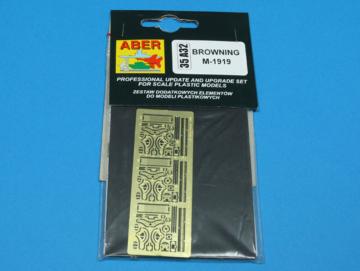 ABER
35 A32
BROWNING
M-1919
PROFESSIONAL UPDATE AND UPGRADE SET
FOR SCALE PLASTIC MODELS
ZESTAW DODATKOWYCH ELEMENTÓW
DO MODELI PLASTIKOWYCH